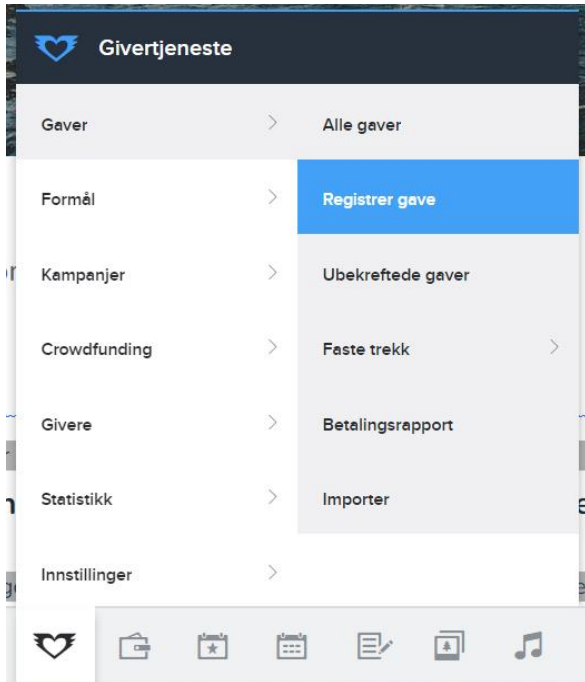 Givertjeneste
Gaver
Formål
Kampanjer
Crowdfunding
Givere
Statistikk
Innstillinger
Alle gaver
Registrer gave
Ubekreftede gaver
Faste trekk
Betalingsrapport
Importer